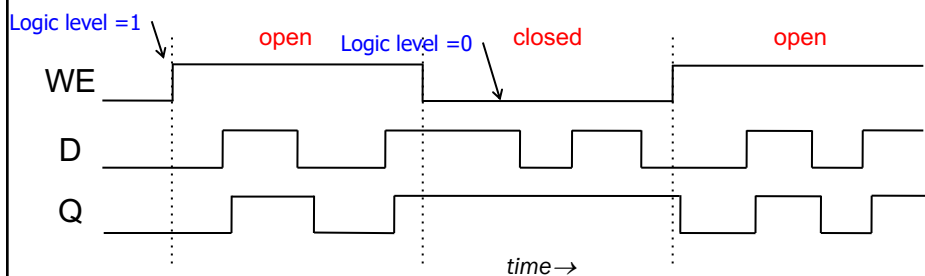 Logic level =1
open
Logic level =0
closed
open
WE
D
Q
time→